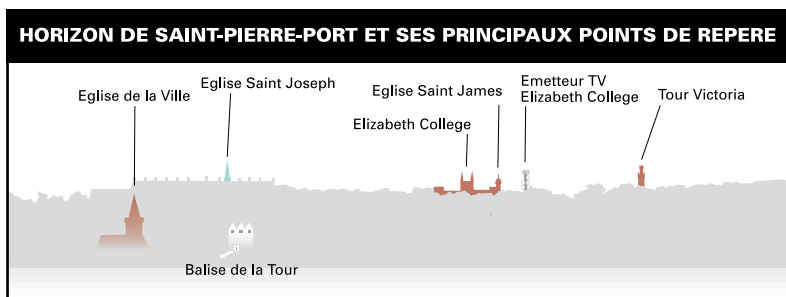 HORIZON DE SAINT-PIERRE-PORT ET SES PRINCIPAUX POINTS DE REPERE
Eglise de la Ville
Eglise Saint Joseph
Eglise Saint James
Elizabeth College
Emetteur TV
Elizabeth College
Tour Victoria
Balise de la Tour